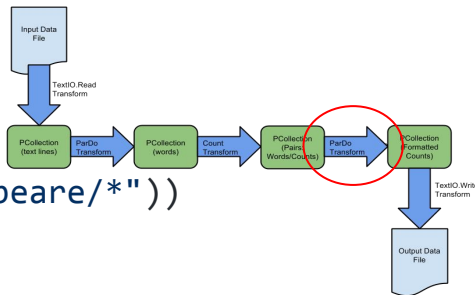 Input Data
File
TextIO.Read
Transform
PCollection
(text lines)
ParDo
Transform
PCollection
(words)
Count
Transform
PCollection
(Pairs:
Words/Counts)
ParDo
Transform
PCollection
(Formatted
Counts)
peare/*"))
TextIO.Write
Transform
Output Data
File